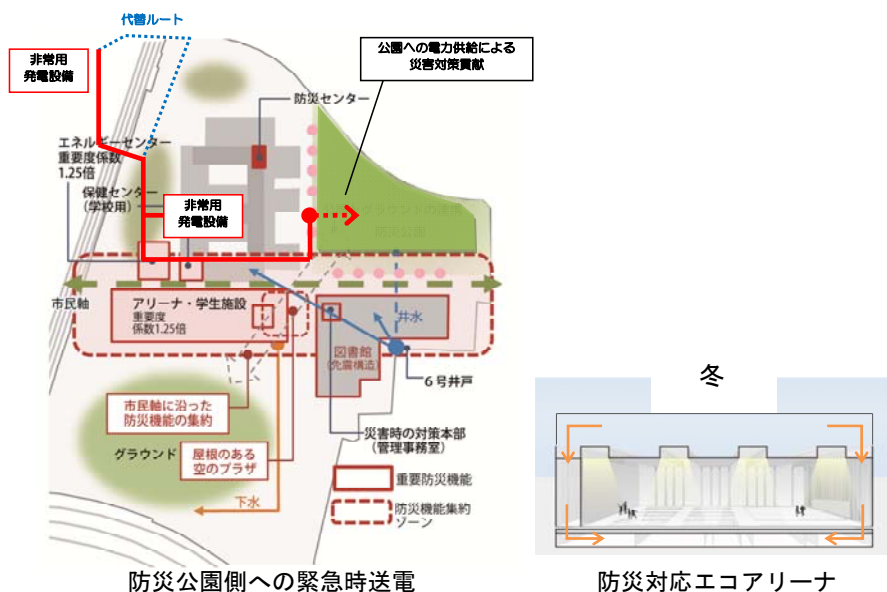 代替ルート
非常用
発電設備
公園への電力供給による
災害対策貢献
防災センター
エネルギーセンター
重要度係数
1.25倍
保健センター
(学校用)
非常用
発電設備
防災公園
市民軸
アリーナ・学生施設
重要度
係数1.25倍
井水
図書館
(免震構造)
6号井戸
市民軸に沿った
防災機能の集約
グラウンド
屋根のある
空のプラザ
災害時の対策本部
(管理事務室)
重要防災機能
防災機能集約
ゾーン
下水
冬
防災公園側への緊急時送電
防災対応エコアリーナ